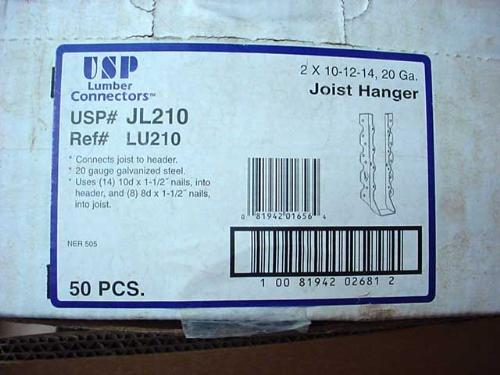 USP
Lumber
Connectors™
2 X 10-12-14, 20 Ga.
Joist Hanger
USP# JL210
Ref# LU210
* Connects joist to header.
* 20 gauge galvanized steel.
* Uses (14) 10d x 1-1/2″ nails, into
header, and (8) 8d x 1-1/2″ nails,
into joist.
0 81942 01656 4
NER 505
50 PCS.
1 00 81942 02681 2